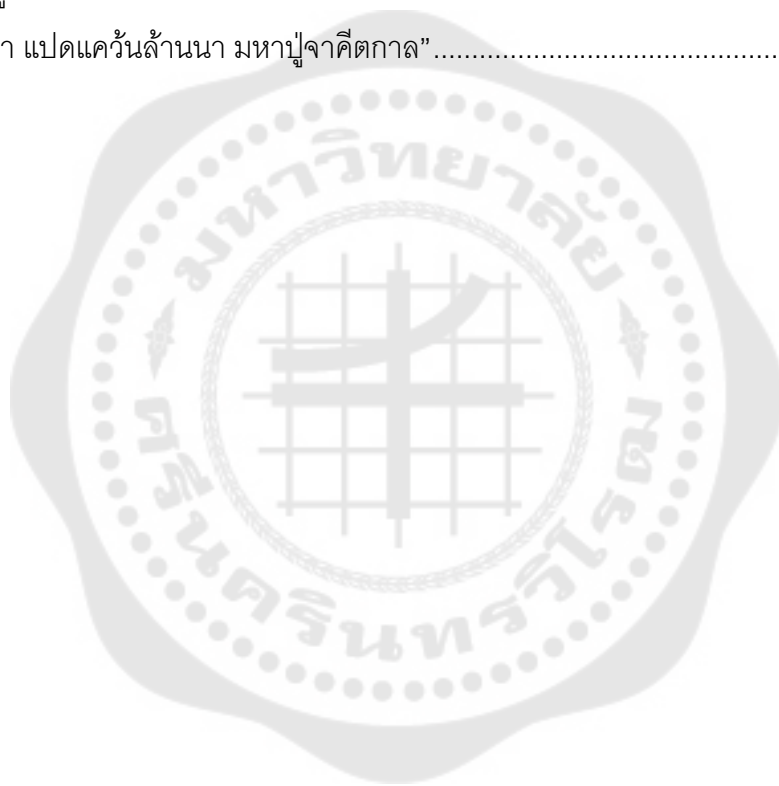 า แปดแคว้นล้านนา มหาปู่จาคีตกาล”............................................
มหาวิทยาลัย
ศรีนครินทรวิโรฒ